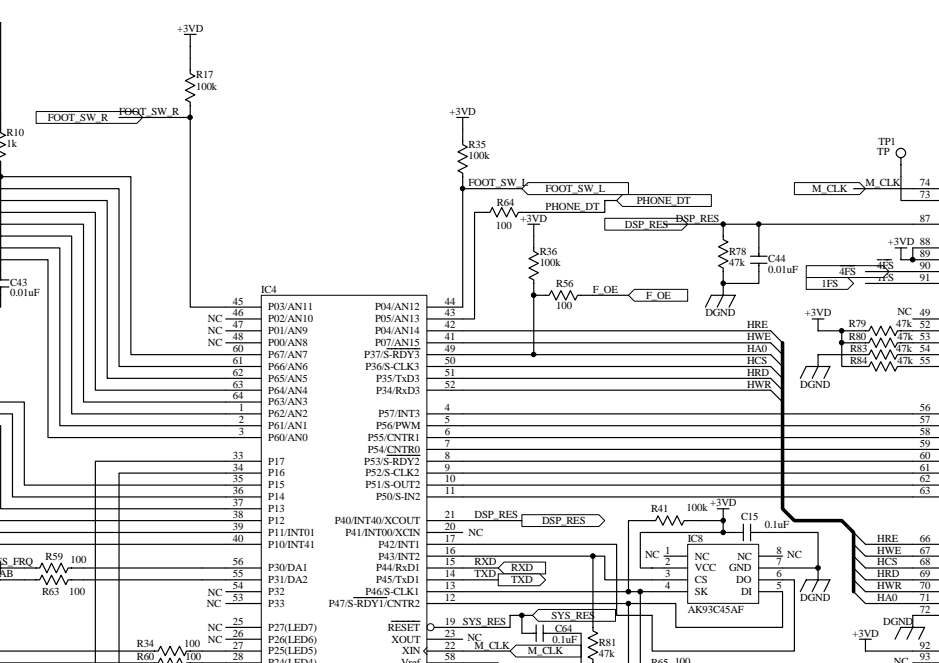 +3VD
R17
100k
FOOT_SW_R
FOOT_SW_R
R10
1k
+3VD
R35
100k
FOOT_SW_L
FOOT_SW_L
R64
100
PHONE_DT
PHONE_DT
+3VD
DSP_RES
DSP_RES
TP1
TP
M_CLK
M_CLK
74
73
87
+3VD
88
89
4FS
4FS
90
1FS
1FS
91
R36
100k
R56
100
F_OE
F_OE
R78
47k
C44
0.01uF
DGND
C43
0.01uF
+3VD
NC 49
R79 47k 52
R80 47k 53
R83 47k 54
R84 47k 55
DGND
IC4
45 P03/AN11 P04/AN12 44
NC 46 P02/AN10 P05/AN13 43
NC 47 P01/AN9 P04/AN14 42 HRE
NC 48 P00/AN8 P07/AN15 41 HWE
60 P67/AN7 P37/S-RDY3 49 HA0
61 P66/AN6 P36/S-CLK3 50 HCS
62 P65/AN5 P35/TxD3 51 HRD
63 P64/AN4 P34/RxD3 52 HWR
64 P63/AN3
1 P62/AN2 P57/INT3 4 56
2 P61/AN1 P56/PWM 5 57
3 P60/AN0 P55/CNTR1 6 58
P54/CNTR0 7 59
33 P17 P53/S-RDY2 8 60
34 P16 P52/S-CLK2 9 61
35 P15 P51/S-OUT2 10 62
36 P14 P50/S-IN2 11 63
37 P13
38 P12 P40/INT40/XCOUT 21 DSP_RES DSP_RES
39 P11/INT01 P41/INT00/XCIN 20 NC
40 P10/INT41 P42/INT1 17
P43/INT2 16
56 P30/DA1 P44/RxD1 15 RXD RXD
55 P31/DA2 P45/TxD1 14 TXD TXD
NC 54 P32 P46/S-CLK1 13
NC 53 P33 P47/S-RDY1/CNTR2 12
NC 25 P27(LED7) RESET 19 SYS_RES SYS_RES
NC 26 P26(LED6) XOUT 23 NC
27 P25(LED5) XIN 22 M_CLK M_CLK
28 P24(LED4) Vref 58
S_FRQ R59 100
AB
R63 100
R34 100
R60 100
R41 100k
+3VD
C15
0.1uF
IC8
NC 1 NC NC 8 NC
2 VCC GND 7
3 CS DO 6
4 SK DI 5
AK93C45AF
DGND
C64
0.1uF
R81
47k
R65 100
HRE 66
HWE 67
HCS 68
HRD 69
HWR 70
HA0 71
72
DGND
+3VD
92
NC 93